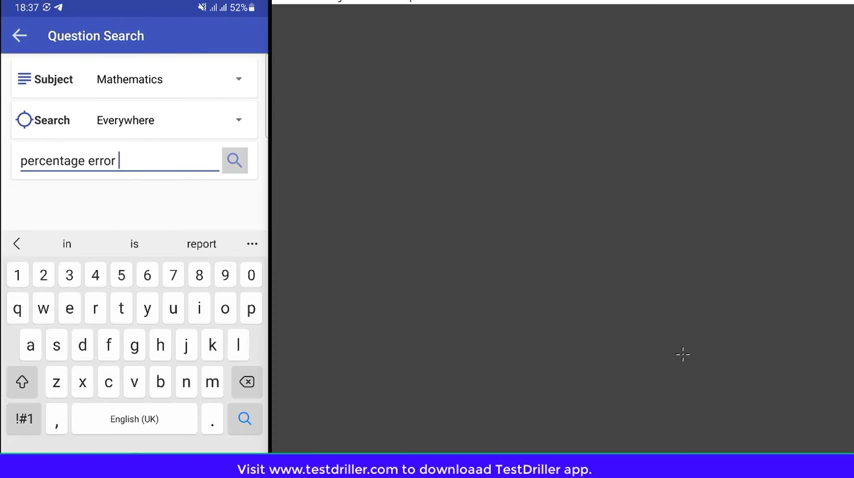 18:37 52%
Question Search
Subject Mathematics
Search Everywhere
percentage error
in is report ...
1 2 3 4 5 6 7 8 9 0
q w e r t y u i o p
a s d f g h j k l
z x c v b n m
!#1 , English (UK) .
Visit www.testdriller.com to downloaad TestDriller app.